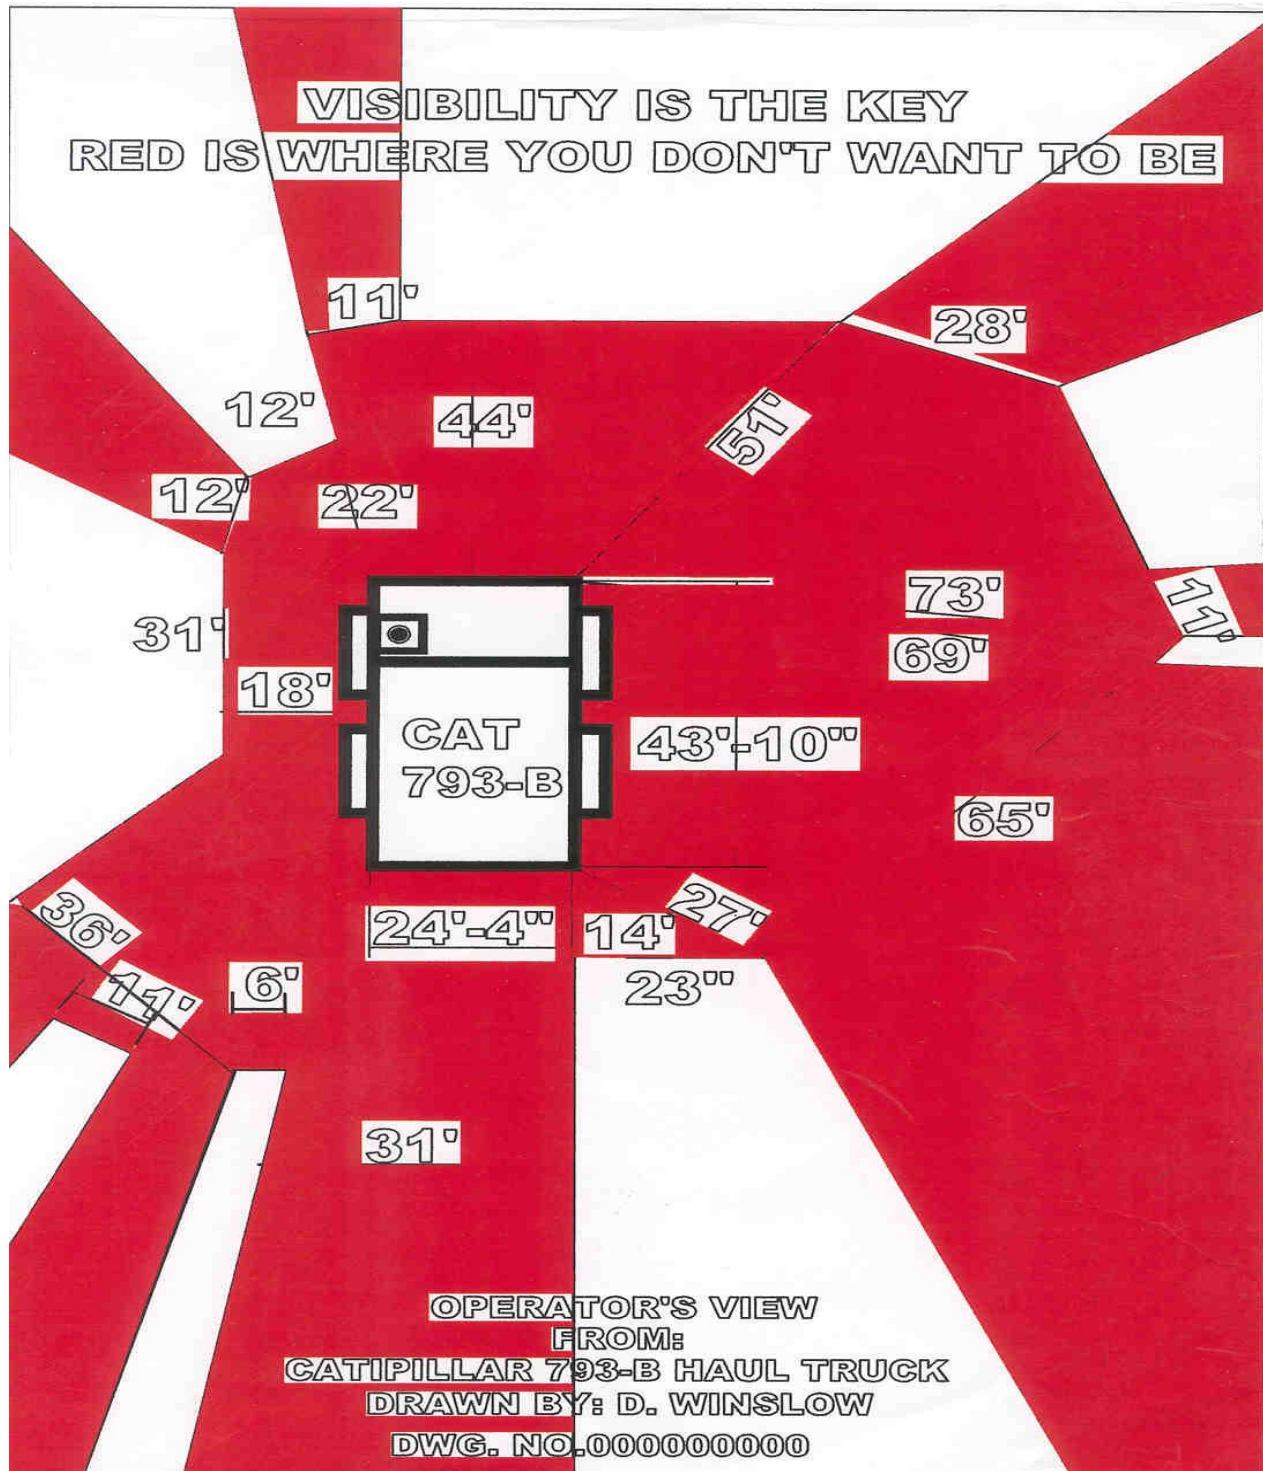 VISIBILITY IS THE KEY
RED IS WHERE YOU DON'T WANT TO BE
11'
28'
12'
44'
51'
12'
22'
73'
11'
31'
69'
18'
CAT
793-B
43'-10"
65'
36'
24'-4"
14'
27'
11'
6'
23"
31'
OPERATOR'S VIEW
FROM:
CATIPILLAR 793-B HAUL TRUCK
DRAWN BY: D. WINSLOW
DWG. NO.000000000